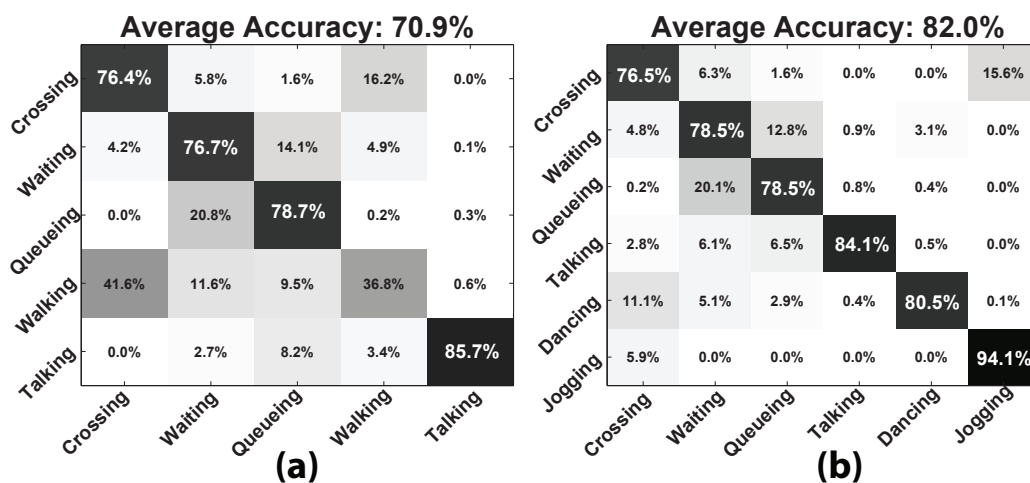 Average Accuracy: 70.9%
Crossing 76.4% 5.8% 1.6% 16.2% 0.0%
Waiting 4.2% 76.7% 14.1% 4.9% 0.1%
Queueing 0.0% 20.8% 78.7% 0.2% 0.3%
Walking 41.6% 11.6% 9.5% 36.8% 0.6%
Talking 0.0% 2.7% 8.2% 3.4% 85.7%
Crossing Waiting Queueing Walking Talking
(a)
Average Accuracy: 82.0%
Crossing 76.5% 6.3% 1.6% 0.0% 0.0% 15.6%
Waiting 4.8% 78.5% 12.8% 0.9% 3.1% 0.0%
Queueing 0.2% 20.1% 78.5% 0.8% 0.4% 0.0%
Talking 2.8% 6.1% 6.5% 84.1% 0.5% 0.0%
Dancing 11.1% 5.1% 2.9% 0.4% 80.5% 0.1%
Jogging 5.9% 0.0% 0.0% 0.0% 0.0% 94.1%
Crossing Waiting Queueing Talking Dancing Jogging
(b)